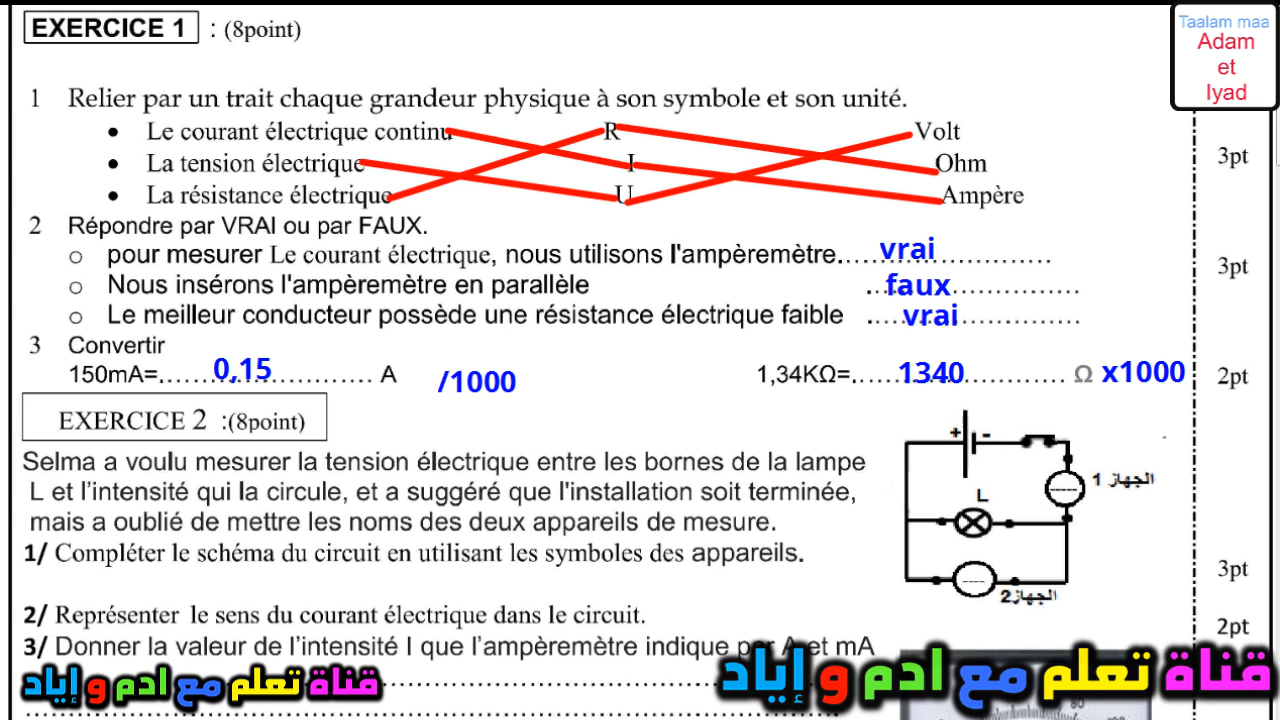 EXERCICE 1 : (8point)
Taalam maa
Adam
et
Iyad
1 Relier par un trait chaque grandeur physique à son symbole et son unité.
• Le courant électrique continu R Volt
• La tension électrique I Ohm 3pt
• La résistance électrique U Ampère
2 Répondre par VRAI ou par FAUX.
o pour mesurer Le courant électrique, nous utilisons l'ampèremètre. vrai
o Nous insérons l'ampèremètre en parallèle faux 3pt
o Le meilleur conducteur possède une résistance électrique faible vrai
3 Convertir
150mA= 0,15 A /1000 1,34KΩ= 1340 Ω x1000 2pt
EXERCICE 2 :(8point)
Selma a voulu mesurer la tension électrique entre les bornes de la lampe
L et l'intensité qui la circule, et a suggéré que l'installation soit terminée,
mais a oublié de mettre les noms des deux appareils de mesure.
+ -
الجهاز 1
L
الجهاز 2
1/ Compléter le schéma du circuit en utilisant les symboles des appareils.
3pt
2/ Représenter le sens du courant électrique dans le circuit.
2pt
3/ Donner la valeur de l'intensité I que l'ampèremètre indique par A et mA
قناة تعلم مع ادم و إياد
قناة تعلم مع ادم و إياد
80